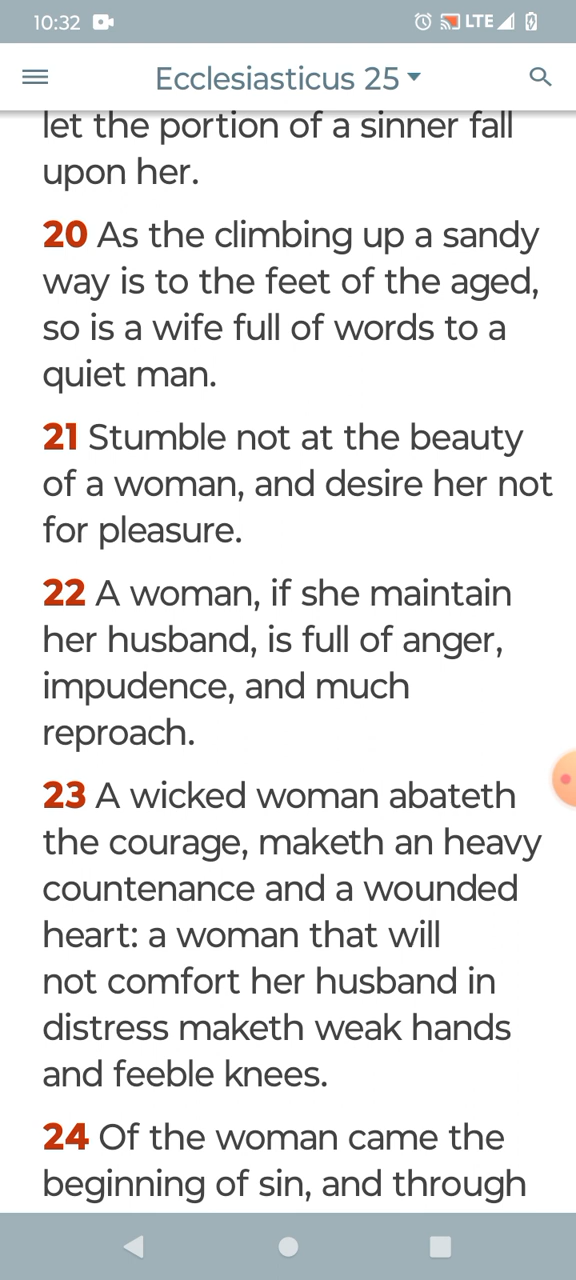 10:32
LTE
Ecclesiasticus 25
let the portion of a sinner fall
upon her.
20 As the climbing up a sandy
way is to the feet of the aged,
so is a wife full of words to a
quiet man.
21 Stumble not at the beauty
of a woman, and desire her not
for pleasure.
22 A woman, if she maintain
her husband, is full of anger,
impudence, and much
reproach.
23 A wicked woman abateth
the courage, maketh an heavy
countenance and a wounded
heart: a woman that will
not comfort her husband in
distress maketh weak hands
and feeble knees.
24 Of the woman came the
beginning of sin, and through